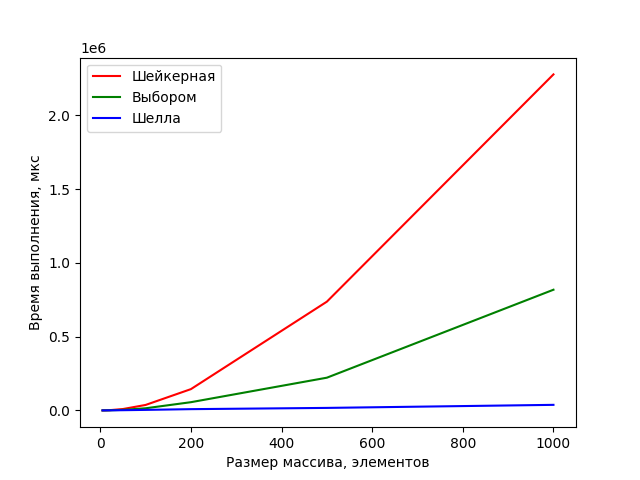 1e6
Шейкерная
Выбором
Шелла
2.0
1.5
1.0
0.5
0.0
Время выполнения, мкс
0 200 400 600 800 1000
Размер массива, элементов